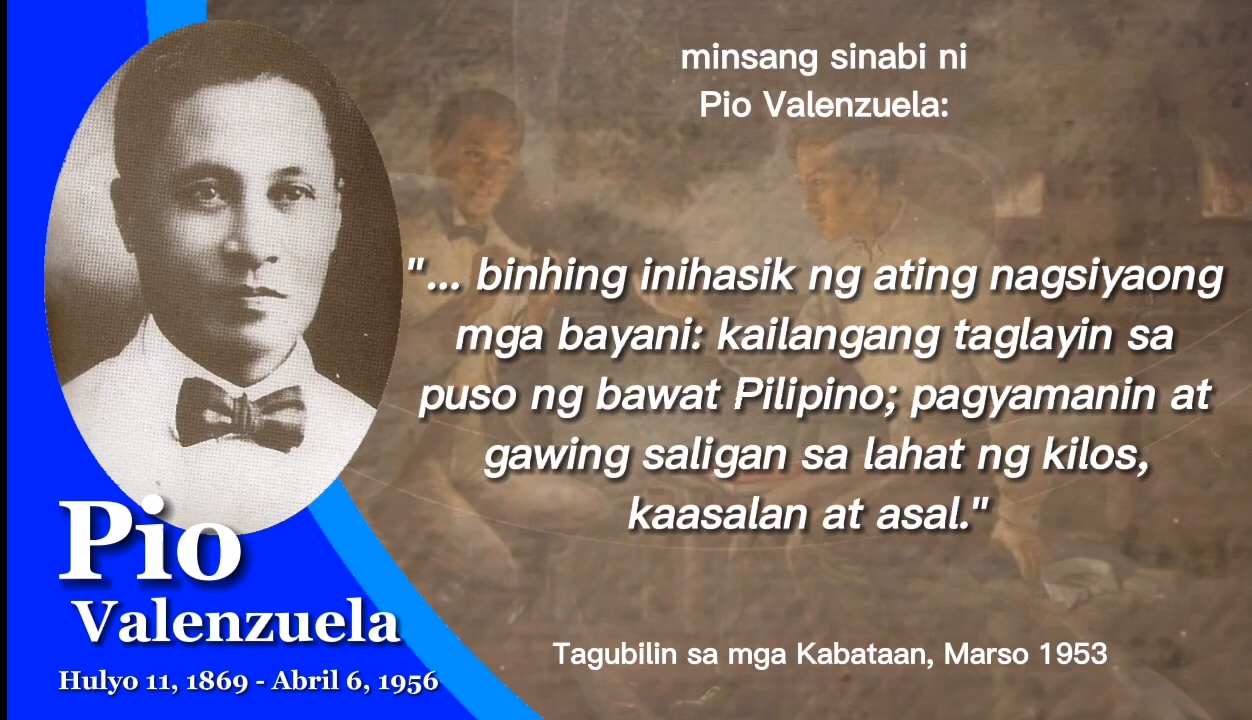 minsang sinabi ni
Pio Valenzuela:
"... binhing inihasik ng ating nagsiyaong
mga bayani: kailangang taglayin sa
puso ng bawat Pilipino; pagyamanin at
gawing saligan sa lahat ng kilos,
kaasalan at asal."
Tagubilin sa mga Kabataan, Marso 1953
Pio
Valenzuela
Hulyo 11, 1869 - Abril 6, 1956